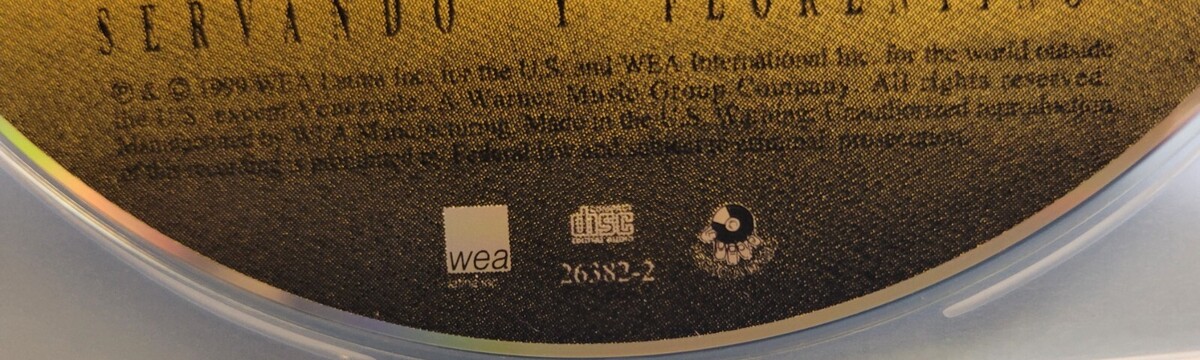 SERVANDO Y FLORENTINO
℗ & © 1999 WEA Latina Inc. for the U.S. and WEA International Inc. for the world outside
the U.S. except Venezuela. A Warner Music Group Company. All rights reserved.
Manufactured by WEA Manufacturing. Made in the U.S. Warning: Unauthorized reproduction
of this recording is prohibited by Federal law and subject to criminal prosecution.
wea
disc
26382-2